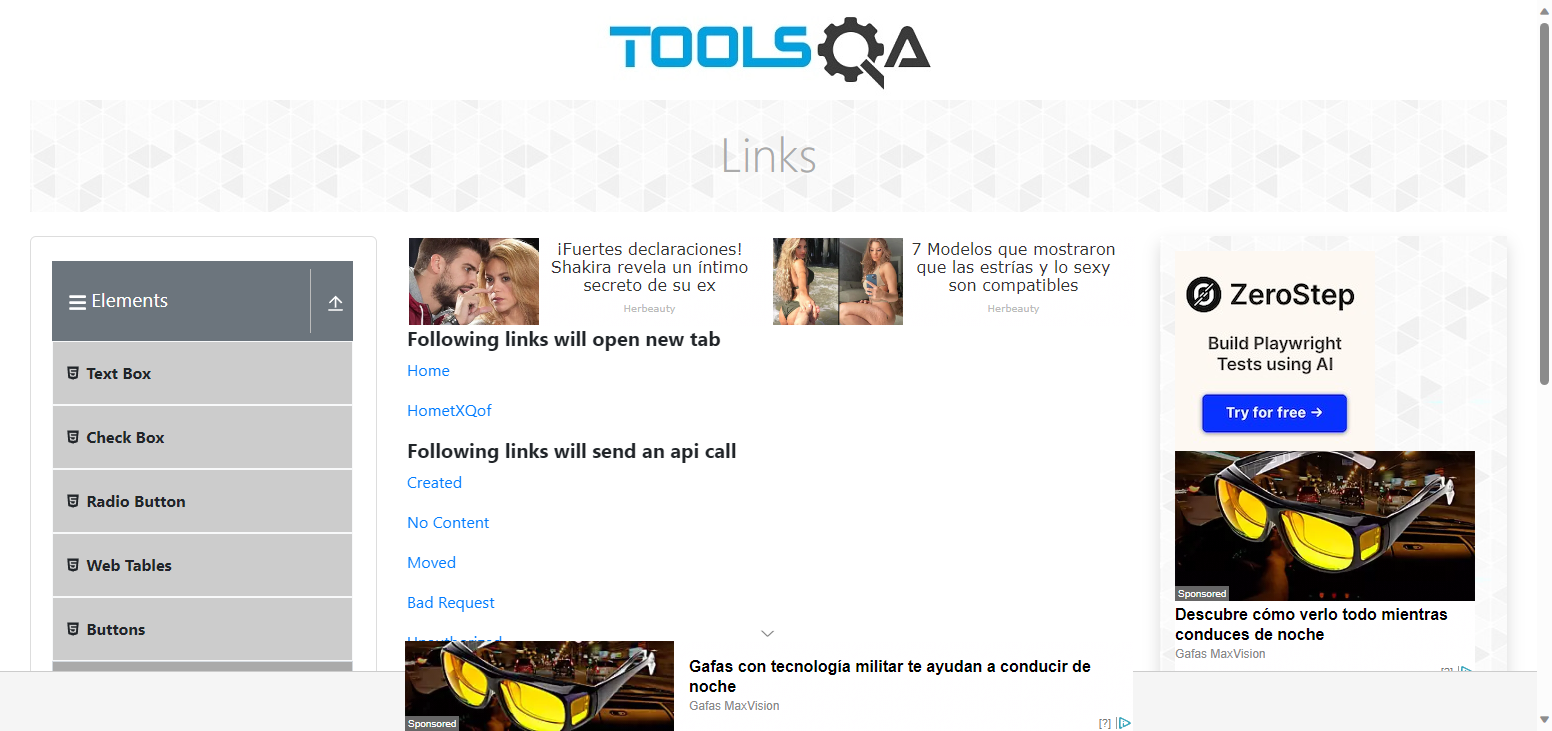 TOOLSQA
Links
Elements
Text Box
Check Box
Radio Button
Web Tables
Buttons
¡Fuertes declaraciones!
Shakira revela un íntimo
secreto de su ex
Herbeauty
7 Modelos que mostraron
que las estrías y lo sexy
son compatibles
Herbeauty
Following links will open new tab
Home
HometXQof
Following links will send an api call
Created
No Content
Moved
Bad Request
Unauthorized
Sponsored
Gafas con tecnología militar te ayudan a conducir de
noche
Gafas MaxVision
[?]
ZeroStep
Build Playwright
Tests using AI
Try for free →
Sponsored
Descubre cómo verlo todo mientras
conduces de noche
Gafas MaxVision
[?]